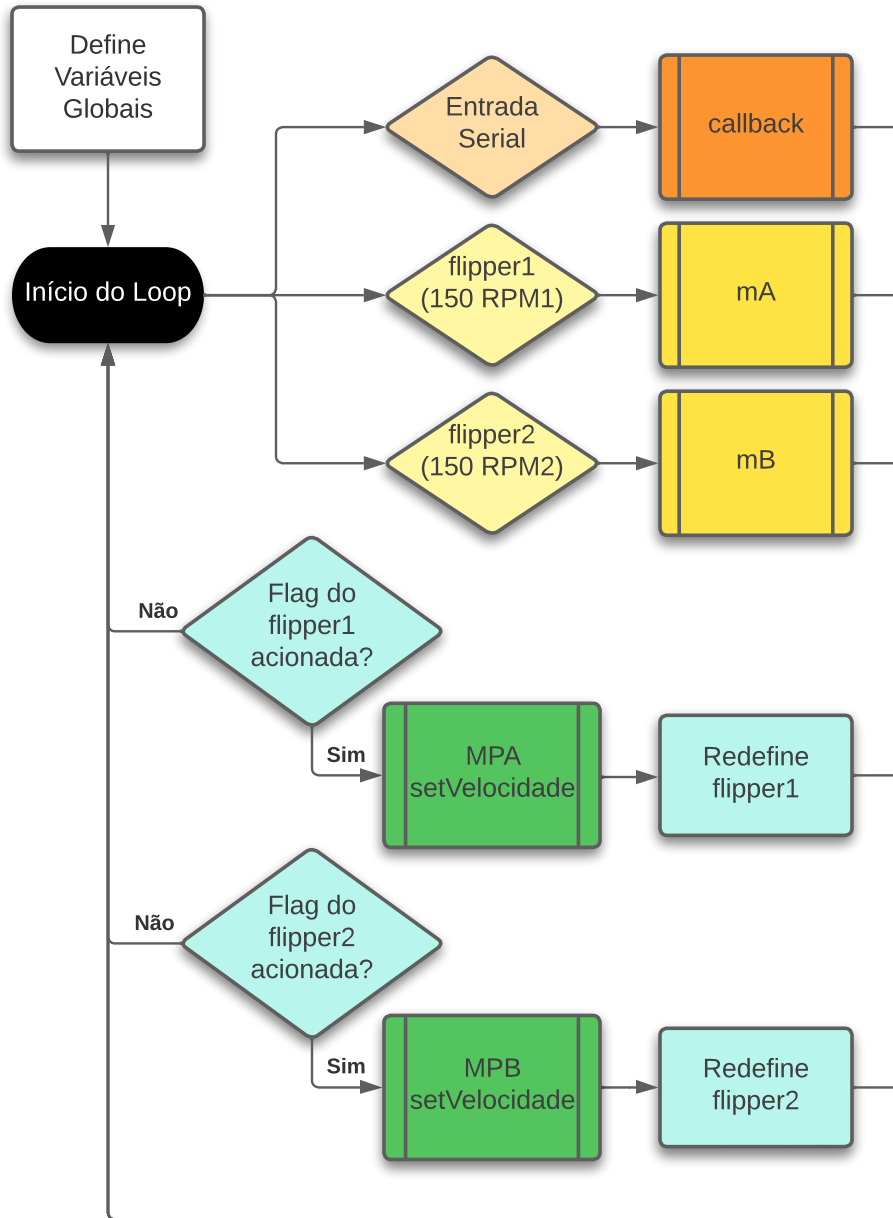 Define
Variáveis
Globais
Entrada
Serial
callback
Início do Loop
flipper1
(150 RPM1)
mA
flipper2
(150 RPM2)
mB
Flag do
flipper1
acionada?
Não
Sim
MPA
setVelocidade
Redefine
flipper1
Flag do
flipper2
acionada?
Não
Sim
MPB
setVelocidade
Redefine
flipper2